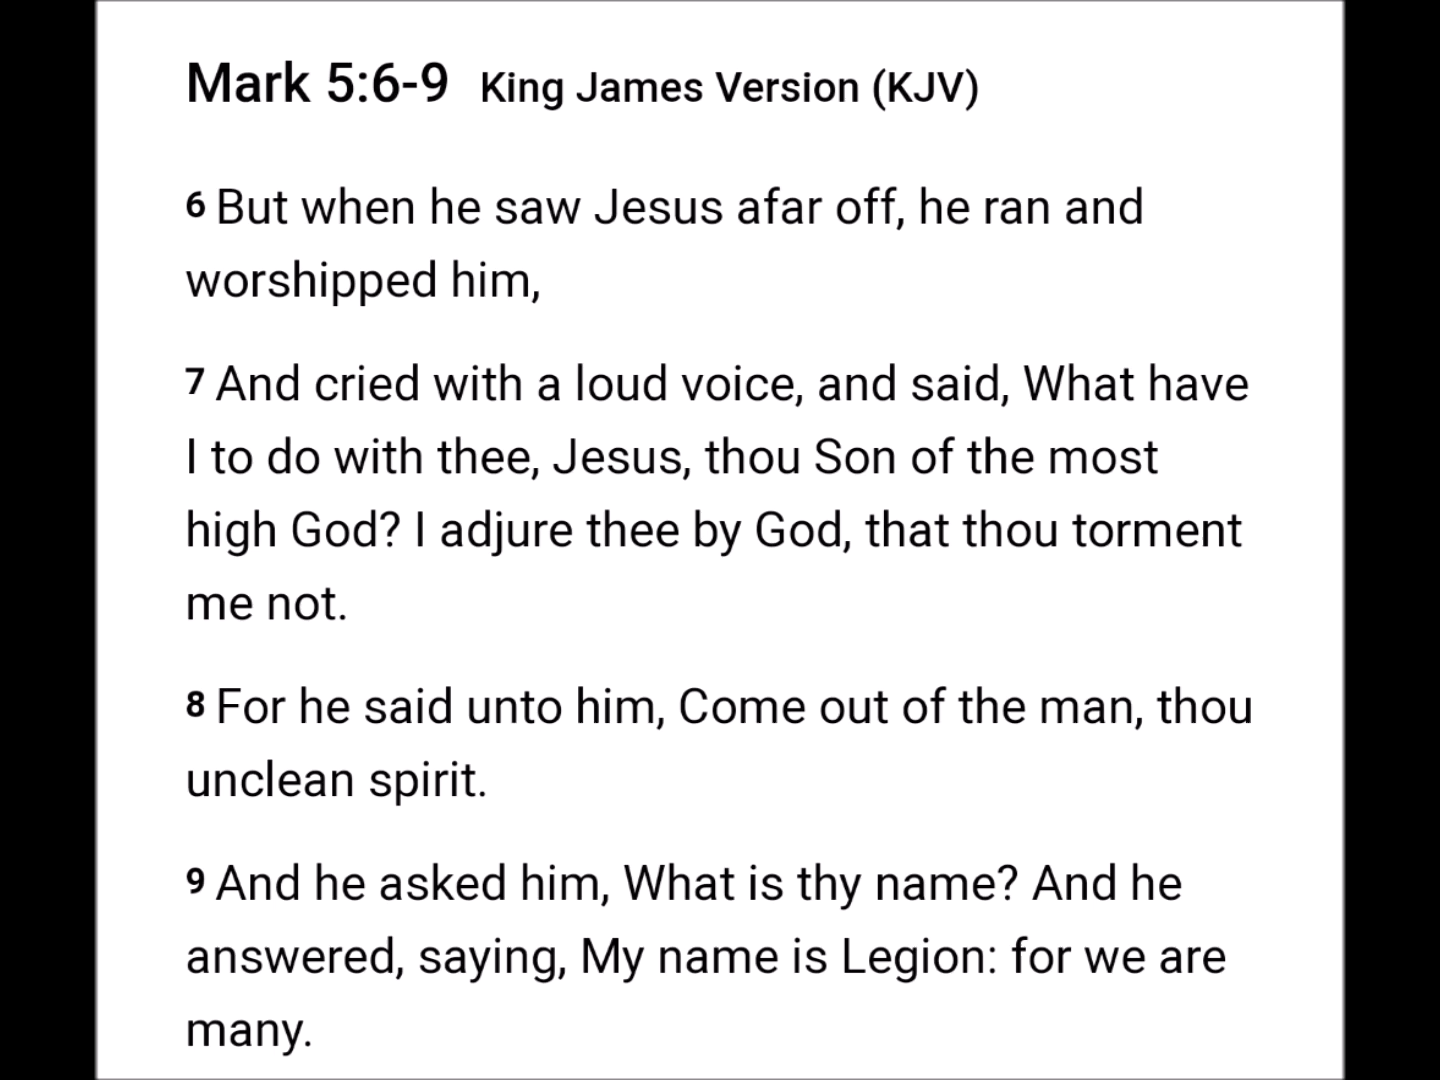 Mark 5:6-9 King James Version (KJV)
6 But when he saw Jesus afar off, he ran and
worshipped him,
7 And cried with a loud voice, and said, What have
I to do with thee, Jesus, thou Son of the most
high God? I adjure thee by God, that thou torment
me not.
8 For he said unto him, Come out of the man, thou
unclean spirit.
9 And he asked him, What is thy name? And he
answered, saying, My name is Legion: for we are
many.